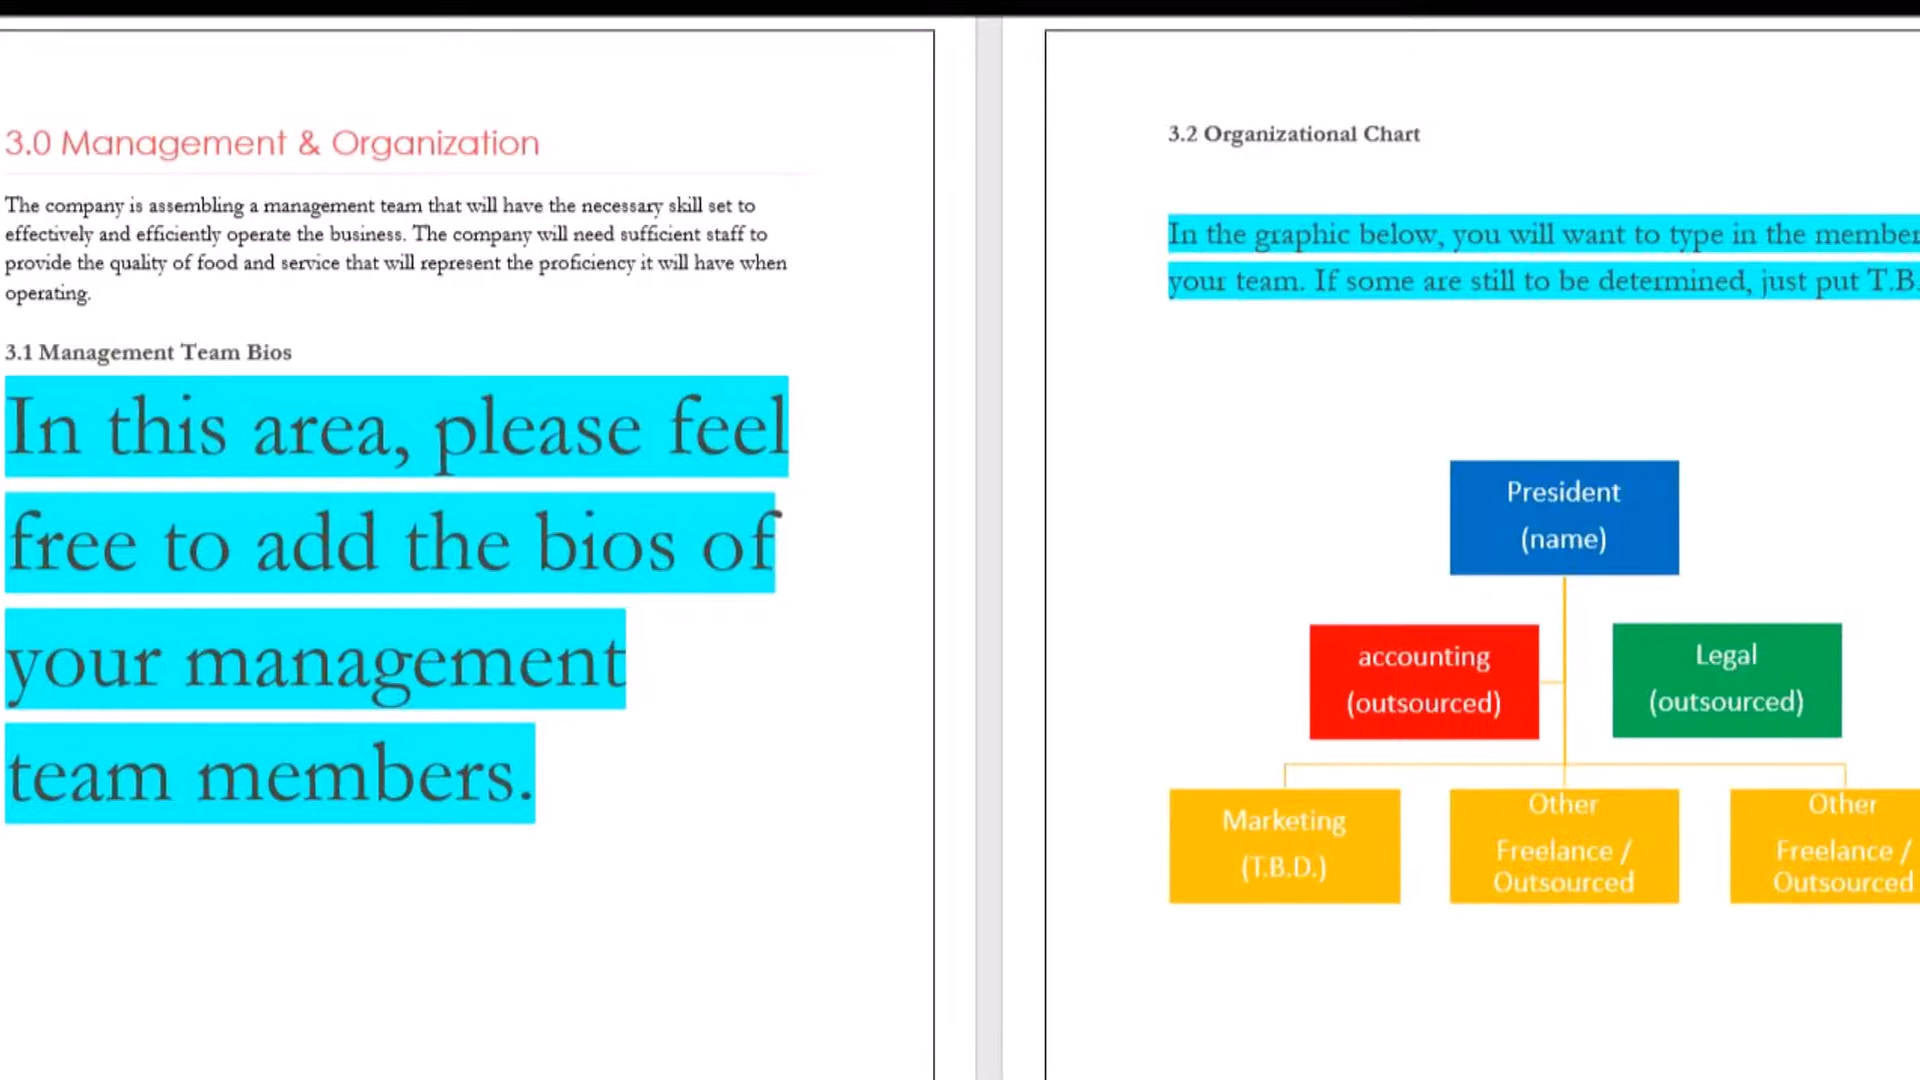 3.0 Management & Organization
The company is assembling a management team that will have the necessary skill set to
effectively and efficiently operate the business. The company will need sufficient staff to
provide the quality of food and service that will represent the proficiency it will have when
operating.
3.1 Management Team Bios
In this area, please feel
free to add the bios of
your management
team members.
3.2 Organizational Chart
In the graphic below, you will want to type in the member
your team. If some are still to be determined, just put T.B.
President
(name)
accounting
(outsourced)
Legal
(outsourced)
Marketing
(T.B.D.)
Other
Freelance /
Outsourced
Other
Freelance /
Outsourced